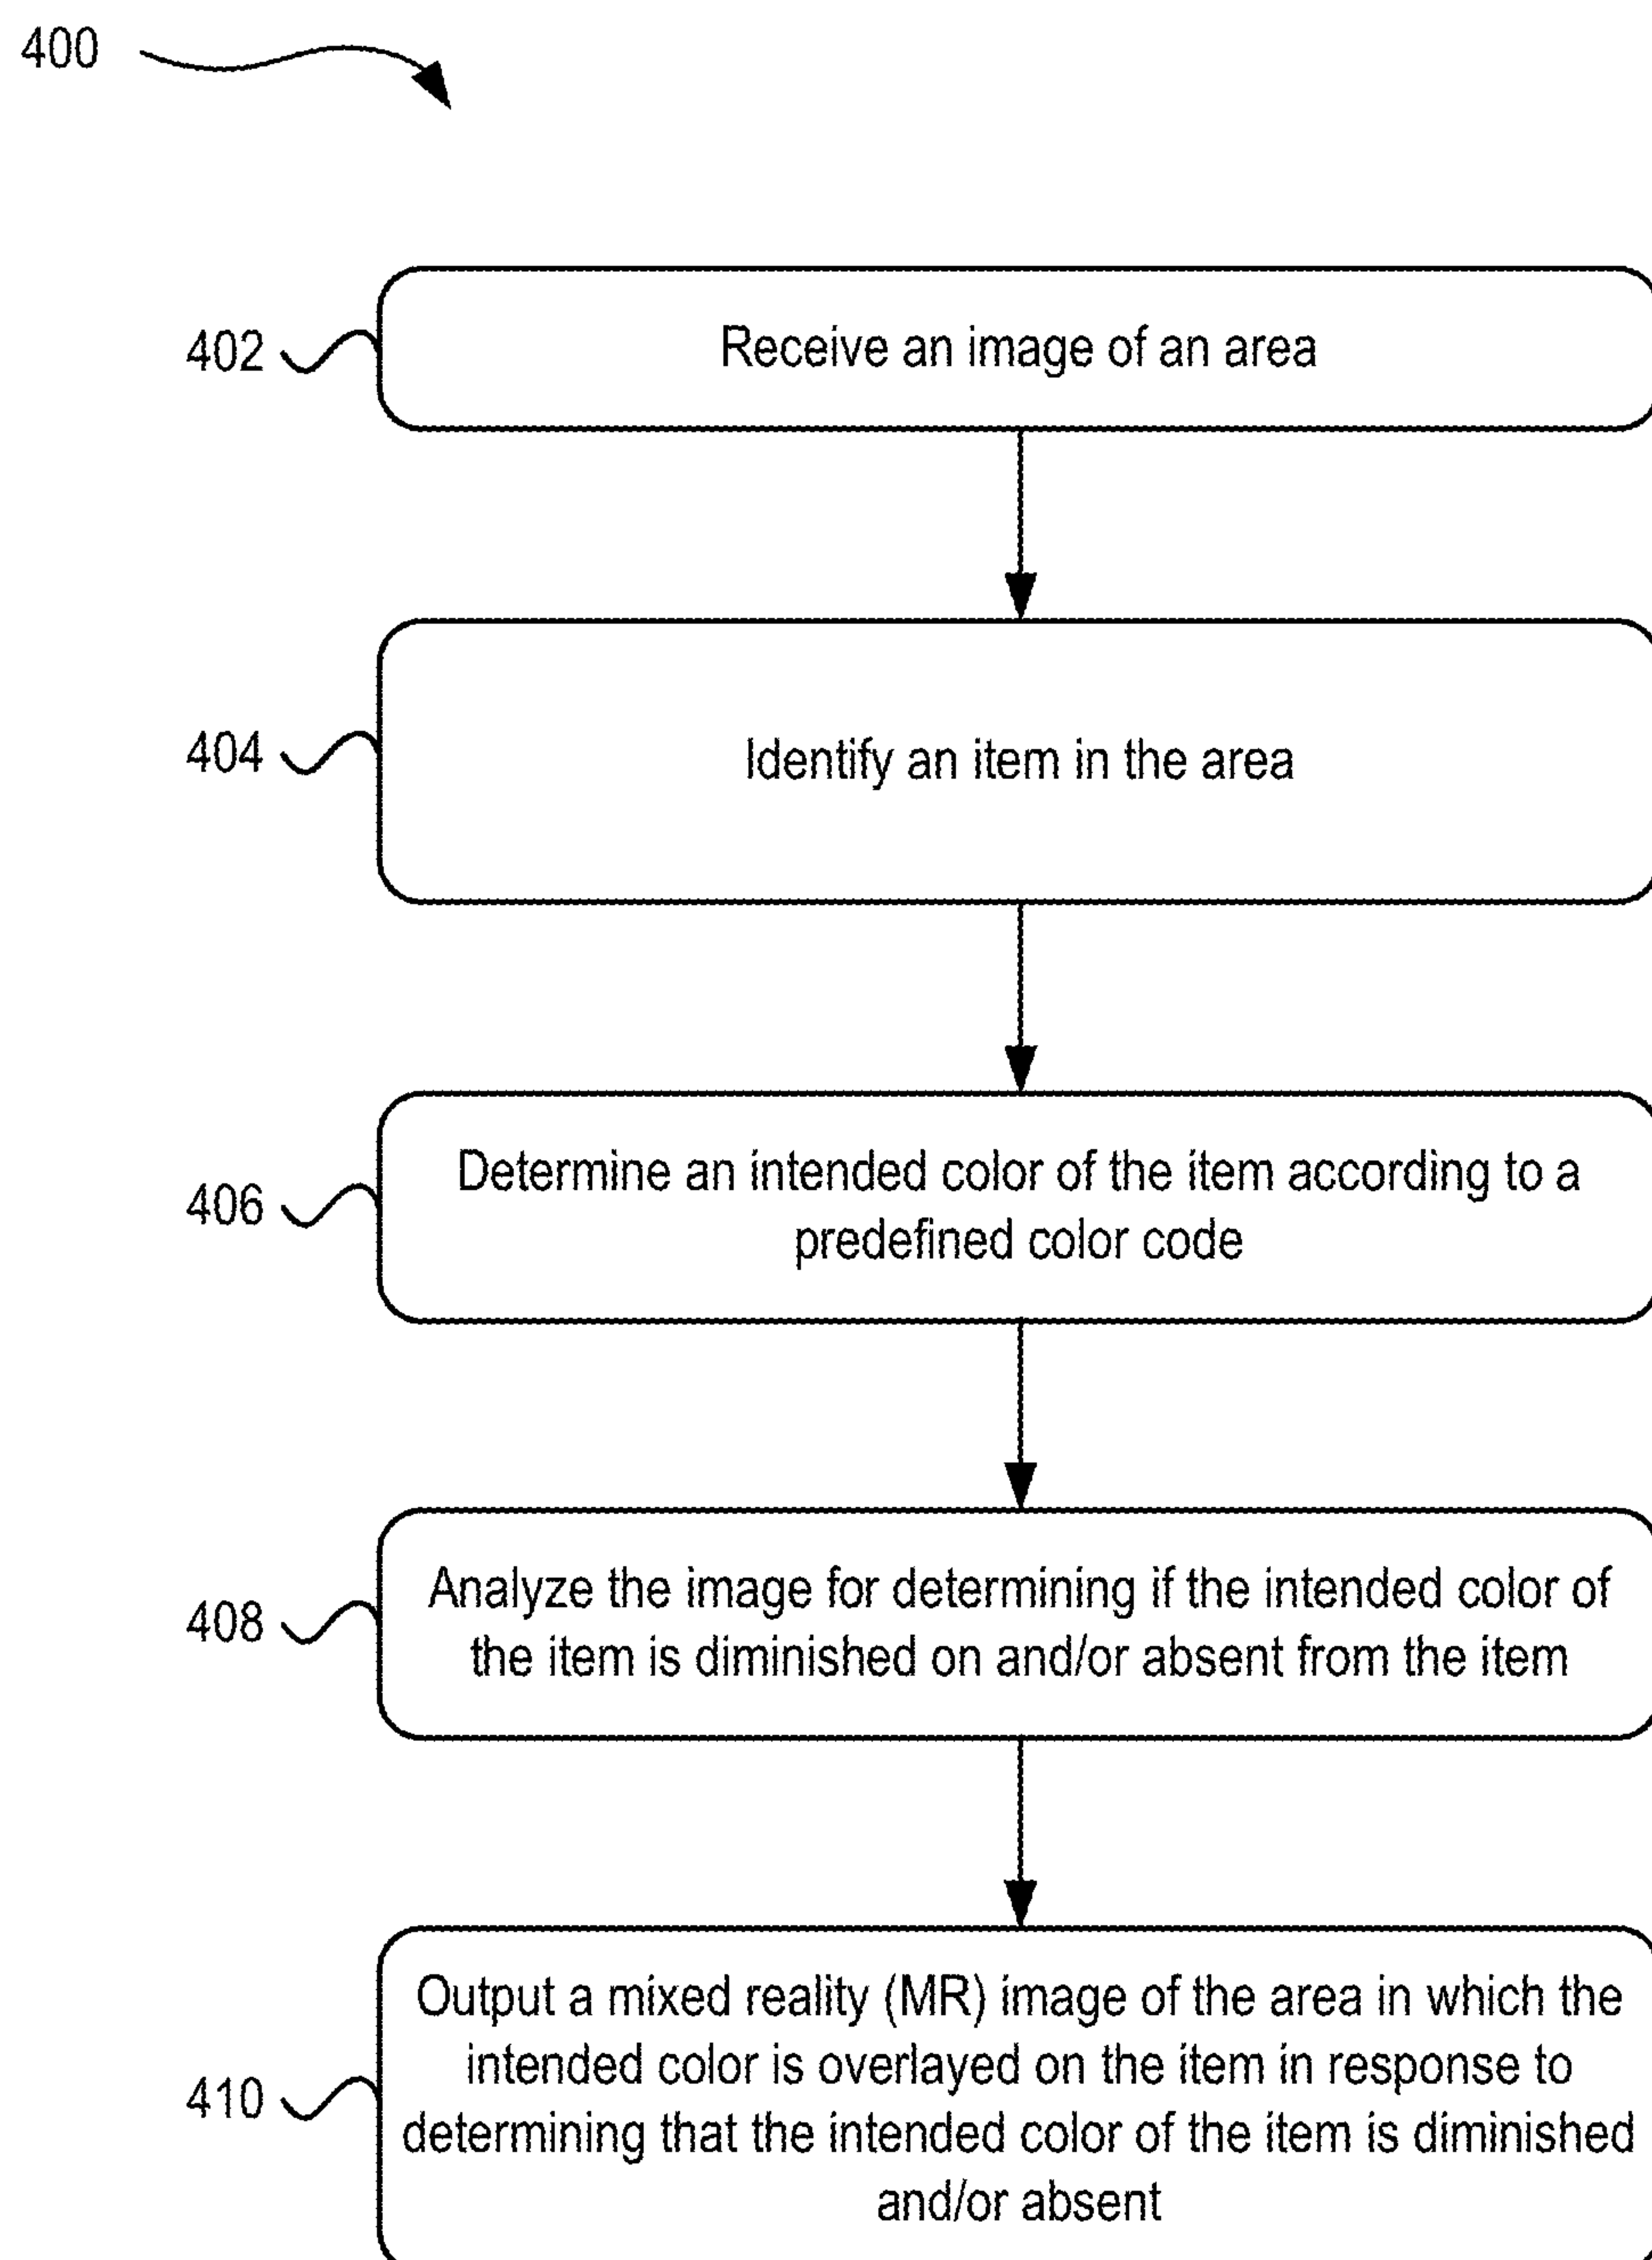 400
402
Receive an image of an area
404
Identify an item in the area
406
Determine an intended color of the item according to a
predefined color code
408
Analyze the image for determining if the intended color of
the item is diminished on and/or absent from the item
410
Output a mixed reality (MR) image of the area in which the
intended color is overlayed on the item in response to
determining that the intended color of the item is diminished
and/or absent